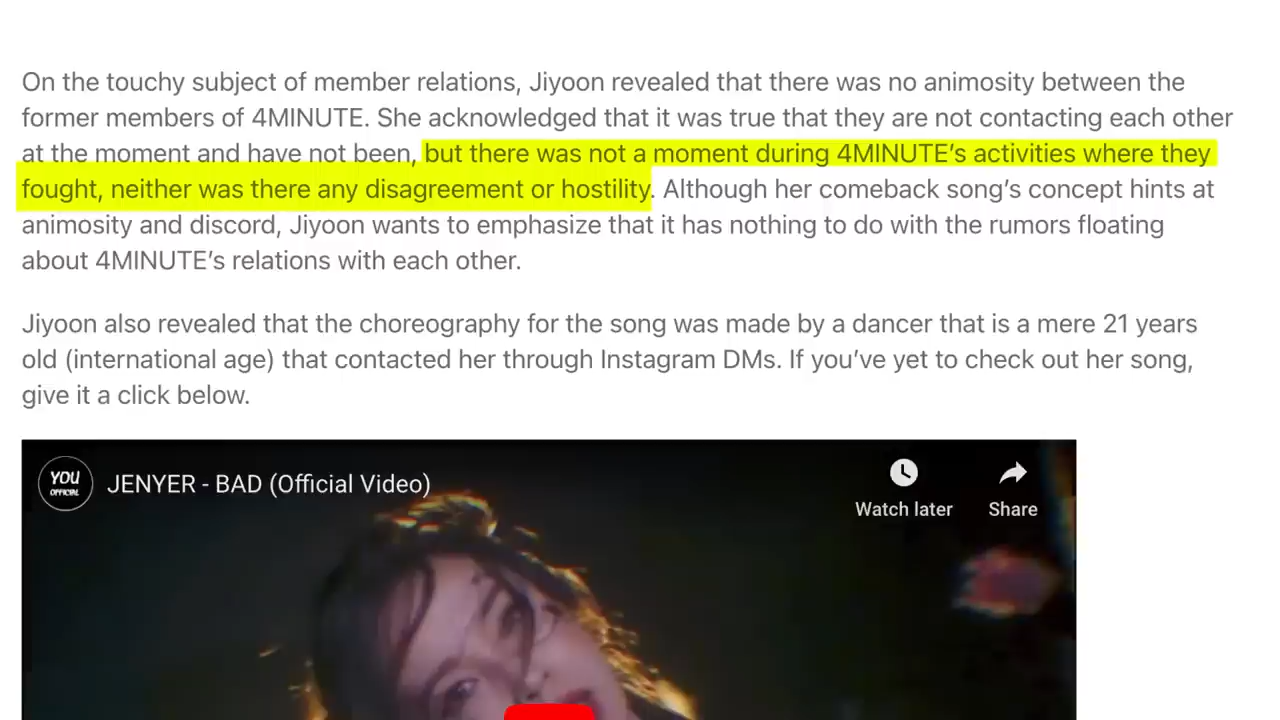 On the touchy subject of member relations, Jiyoon revealed that there was no animosity between the
former members of 4MINUTE. She acknowledged that it was true that they are not contacting each other
at the moment and have not been, but there was not a moment during 4MINUTE’s activities where they
fought, neither was there any disagreement or hostility. Although her comeback song’s concept hints at
animosity and discord, Jiyoon wants to emphasize that it has nothing to do with the rumors floating
about 4MINUTE’s relations with each other.
Jiyoon also revealed that the choreography for the song was made by a dancer that is a mere 21 years
old (international age) that contacted her through Instagram DMs. If you’ve yet to check out her song,
give it a click below.
YOU
OFFICIAL
JENYER - BAD (Official Video)
Watch later
Share